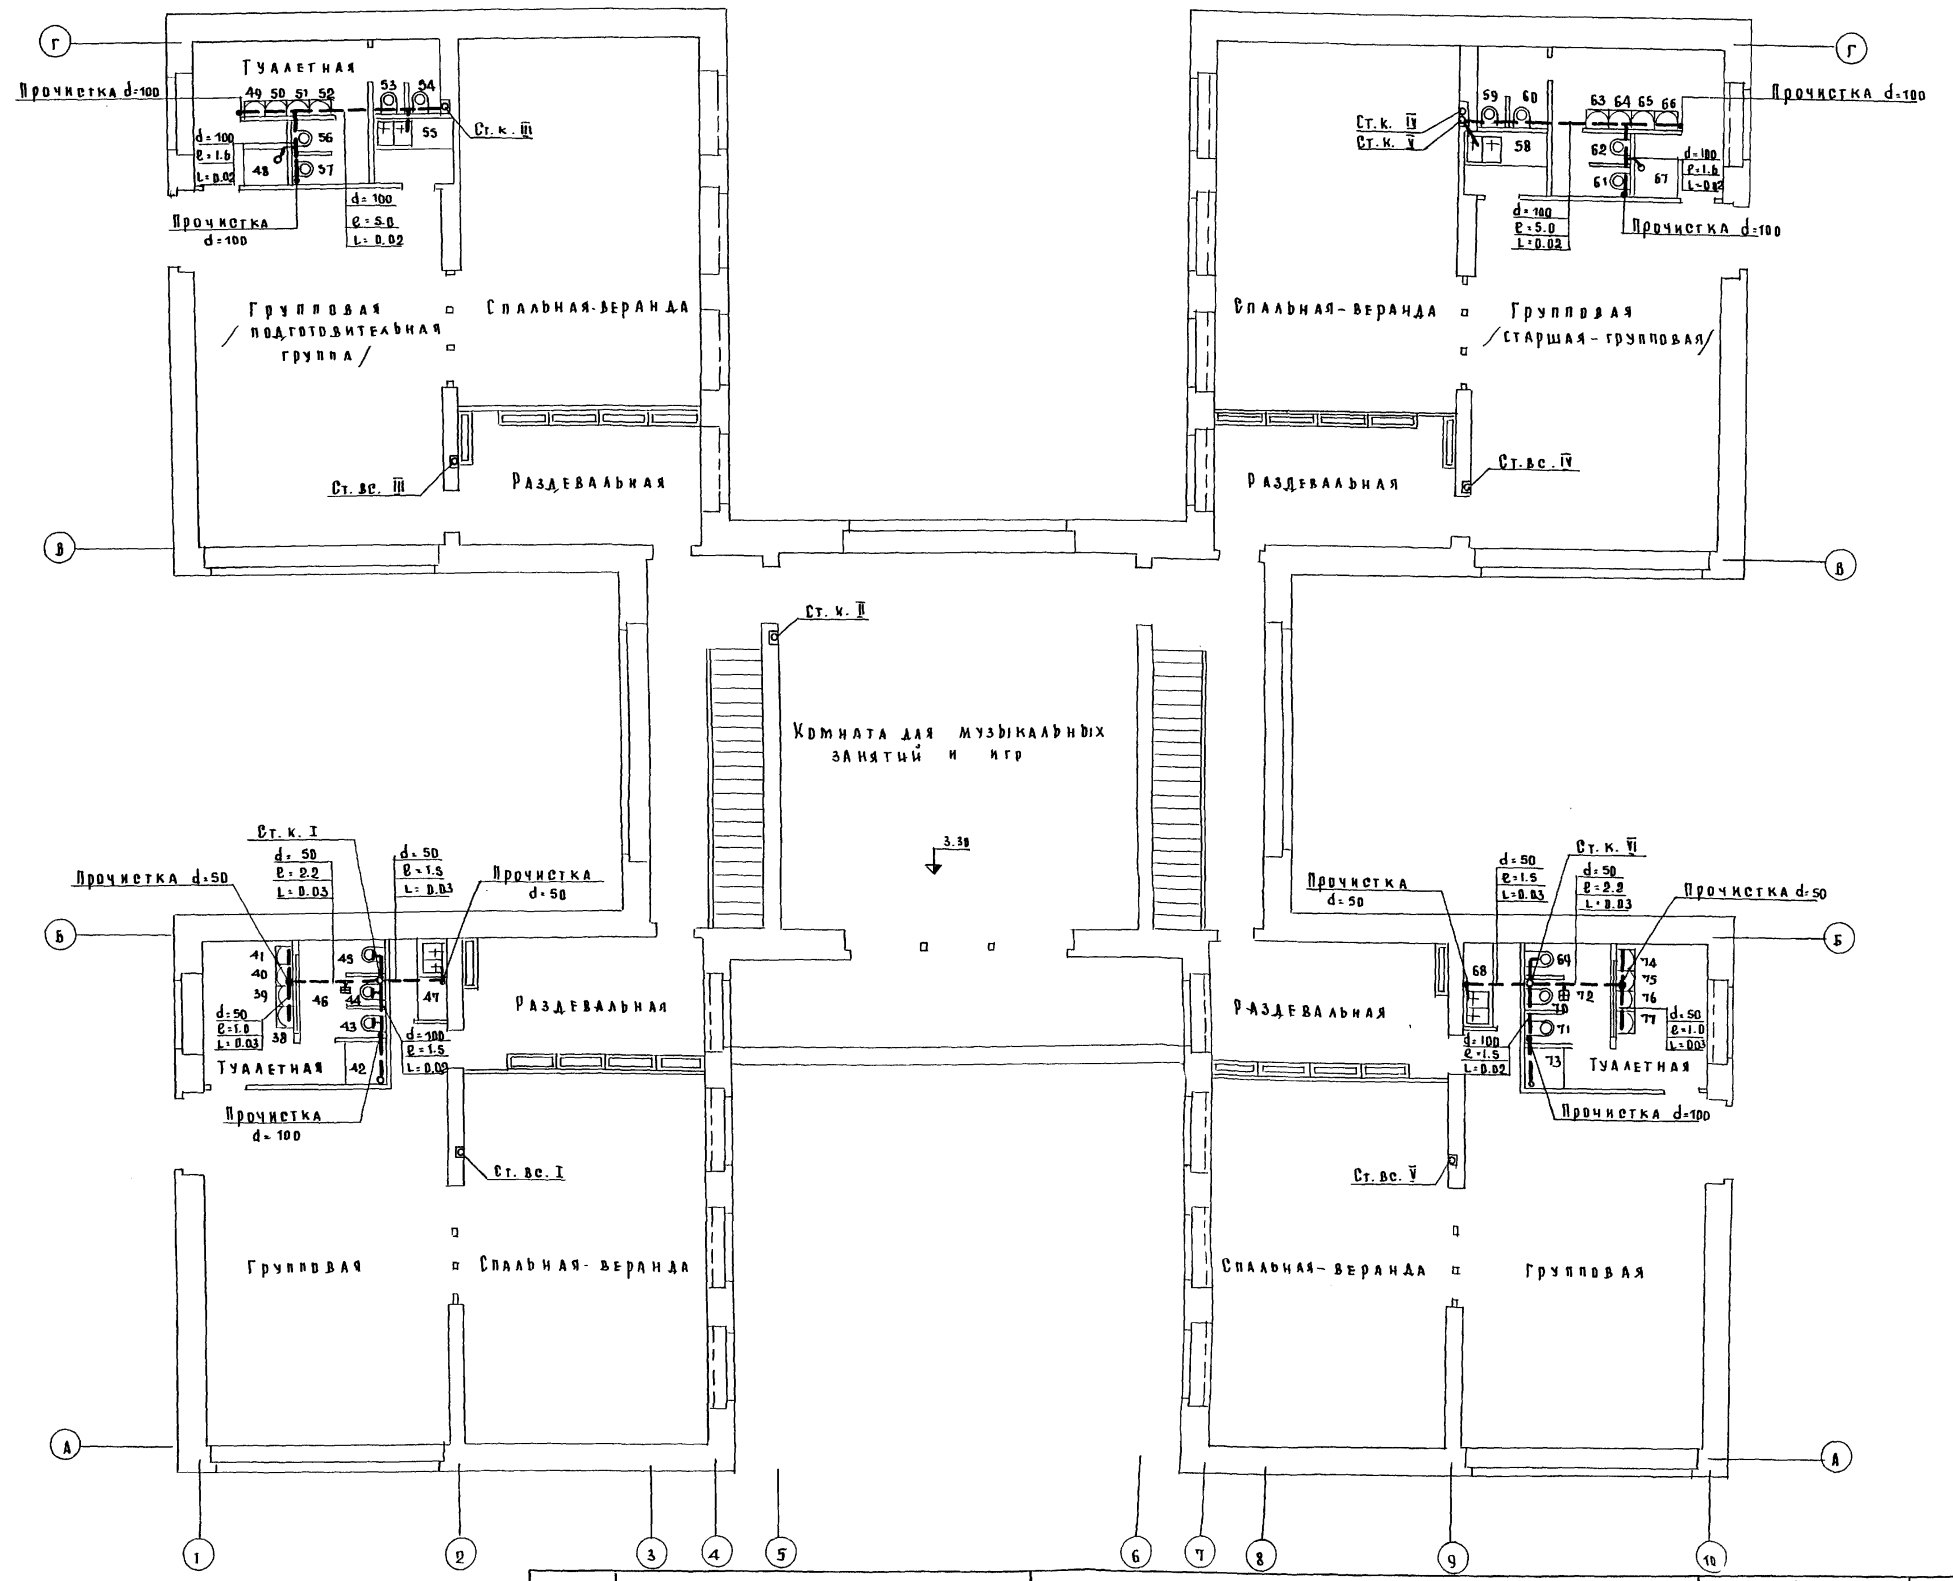 Г
Г
Туалетная
Прочистка d=100
49 50 51 52
53 54
55
56
57
48
d=100
ℓ=1.6
L=0.02
Ст. к. III
Прочистка
d=100
d=100
ℓ=5.0
L=0.02
Ст. к. IV
Ст. к. V
59 60
58
63 64 65 66
62
61
67
Прочистка d=100
d=100
ℓ=1.6
L=0.02
d=100
ℓ=5.0
L=0.02
Прочистка d=100
Групповая
/подготовительная
группа/
Спальная-веранда
Спальная-веранда
Групповая
/старшая-групповая/
Ст. вс. III
Раздевальная
Раздевальная
Ст. вс. IV
В
В
Ст. к. II
Комната для музыкальных
занятий и игр
3.30
Ст. к. I
d=50
ℓ=2.2
L=0.03
d=50
ℓ=1.5
L=0.03
Прочистка d=50
Прочистка
d=50
Б
41
40
39
38
45
46
44
43
42
47
d=50
ℓ=1.0
L=0.03
d=100
ℓ=1.5
L=0.02
Туалетная
Прочистка
d=100
Раздевальная
Ст. к. VI
d=50
ℓ=1.5
L=0.03
d=50
ℓ=2.2
L=0.03
Прочистка
d=50
Прочистка d=50
Б
68
69
70
71
72
73
74
75
76
77
d=50
ℓ=1.0
L=0.03
d=100
ℓ=1.5
L=0.02
Туалетная
Прочистка d=100
Раздевальная
Ст. вс. I
Ст. вс. V
Групповая
Спальная-веранда
Спальная-веранда
Групповая
А
А
1 2 3 4 5 6 7 8 9 10